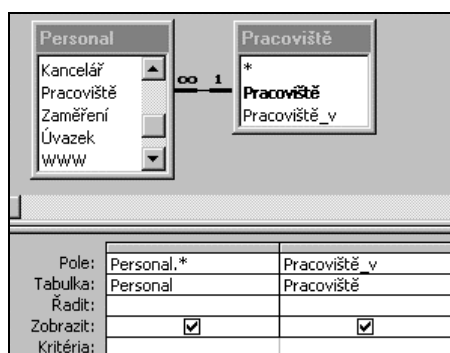 Personal
Kancelář
Pracoviště
Zaměření
Úvazek
WWW
∞ 1
Pracoviště
*
Pracoviště
Pracoviště_v
Pole: Personal.* Pracoviště_v
Tabulka: Personal Pracoviště
Řadit:
Zobrazit:
Kritéria: